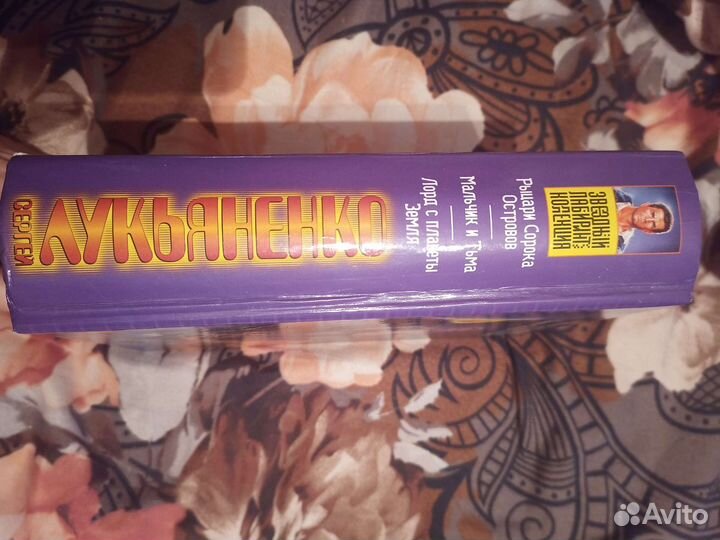 СЕРГЕЙ
ЛУКЬЯНЕНКО
Рыцари Сорока
Островов
Мальчик и Тьма
Лорд с планеты
Земля
ЗВЕЗДНЫЙ
ЛАБИРИНТ:
КОЛЛЕКЦИЯ
Avito